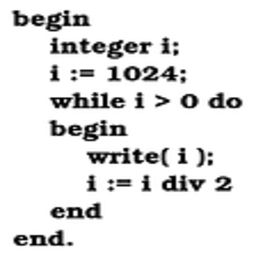 begin
integer i;
i := 1024;
while i > 0 do
begin
write( i );
i := i div 2
end
end.